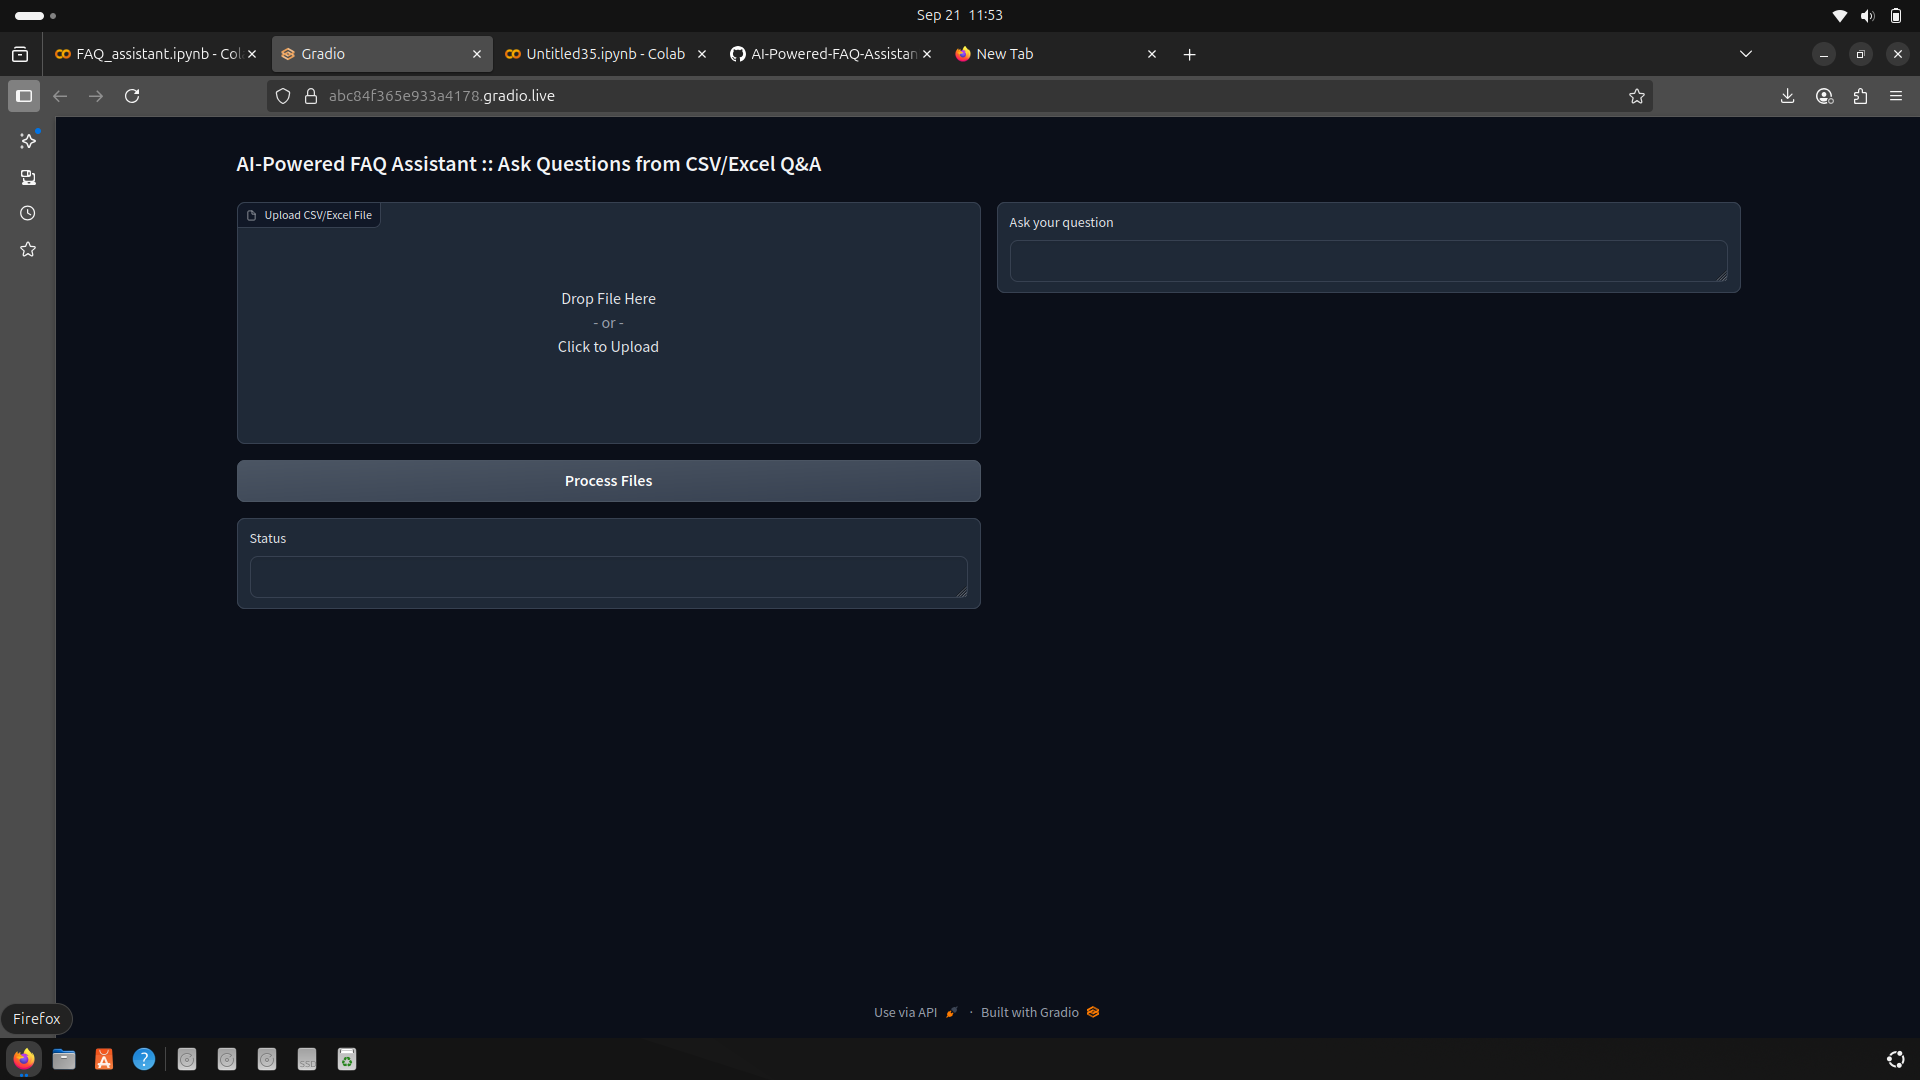 Sep 21 11:53
FAQ_assistant.ipynb - Col
Gradio
Untitled35.ipynb - Colab
AI-Powered-FAQ-Assistan
New Tab
abc84f365e933a4178.gradio.live
AI-Powered FAQ Assistant :: Ask Questions from CSV/Excel Q&A
Upload CSV/Excel File
Drop File Here
- or -
Click to Upload
Process Files
Status
Ask your question
Use via API · Built with Gradio
Firefox
SSD